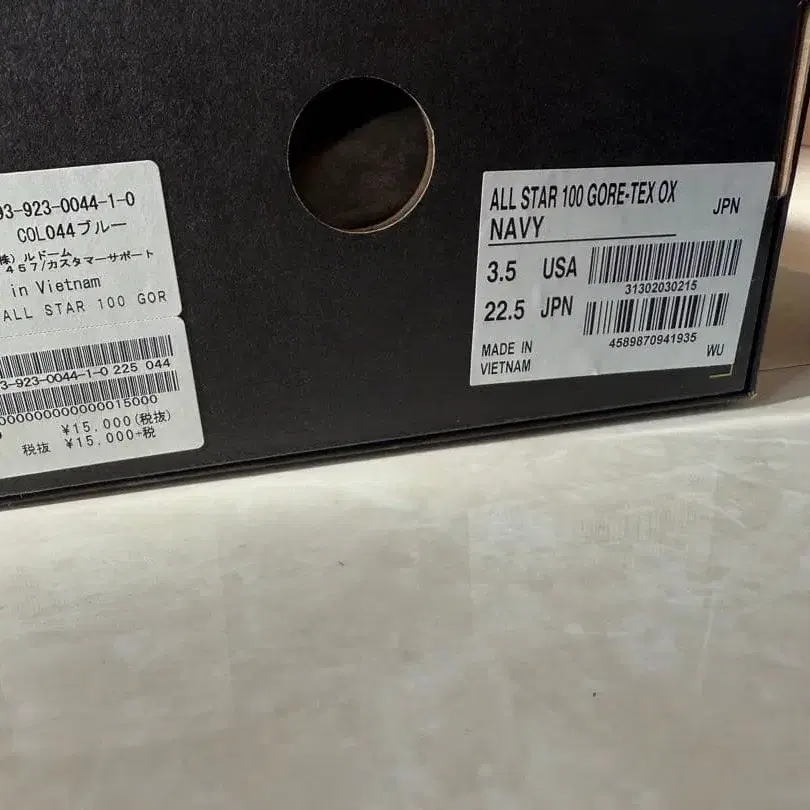 93-923-0044-1-0
COL044ブルー
株) ルドーム
457/カスタマーサポート
in Vietnam
ALL STAR 100 GOR
3-923-0044-1-0 225 044
000000000000015000
¥15.000(税抜)
税抜 ¥15.000+税
ALL STAR 100 GORE-TEX OX
JPN
NAVY
3.5 USA
31302030215
22.5 JPN
4589870941935
MADE IN
VIETNAM
WU